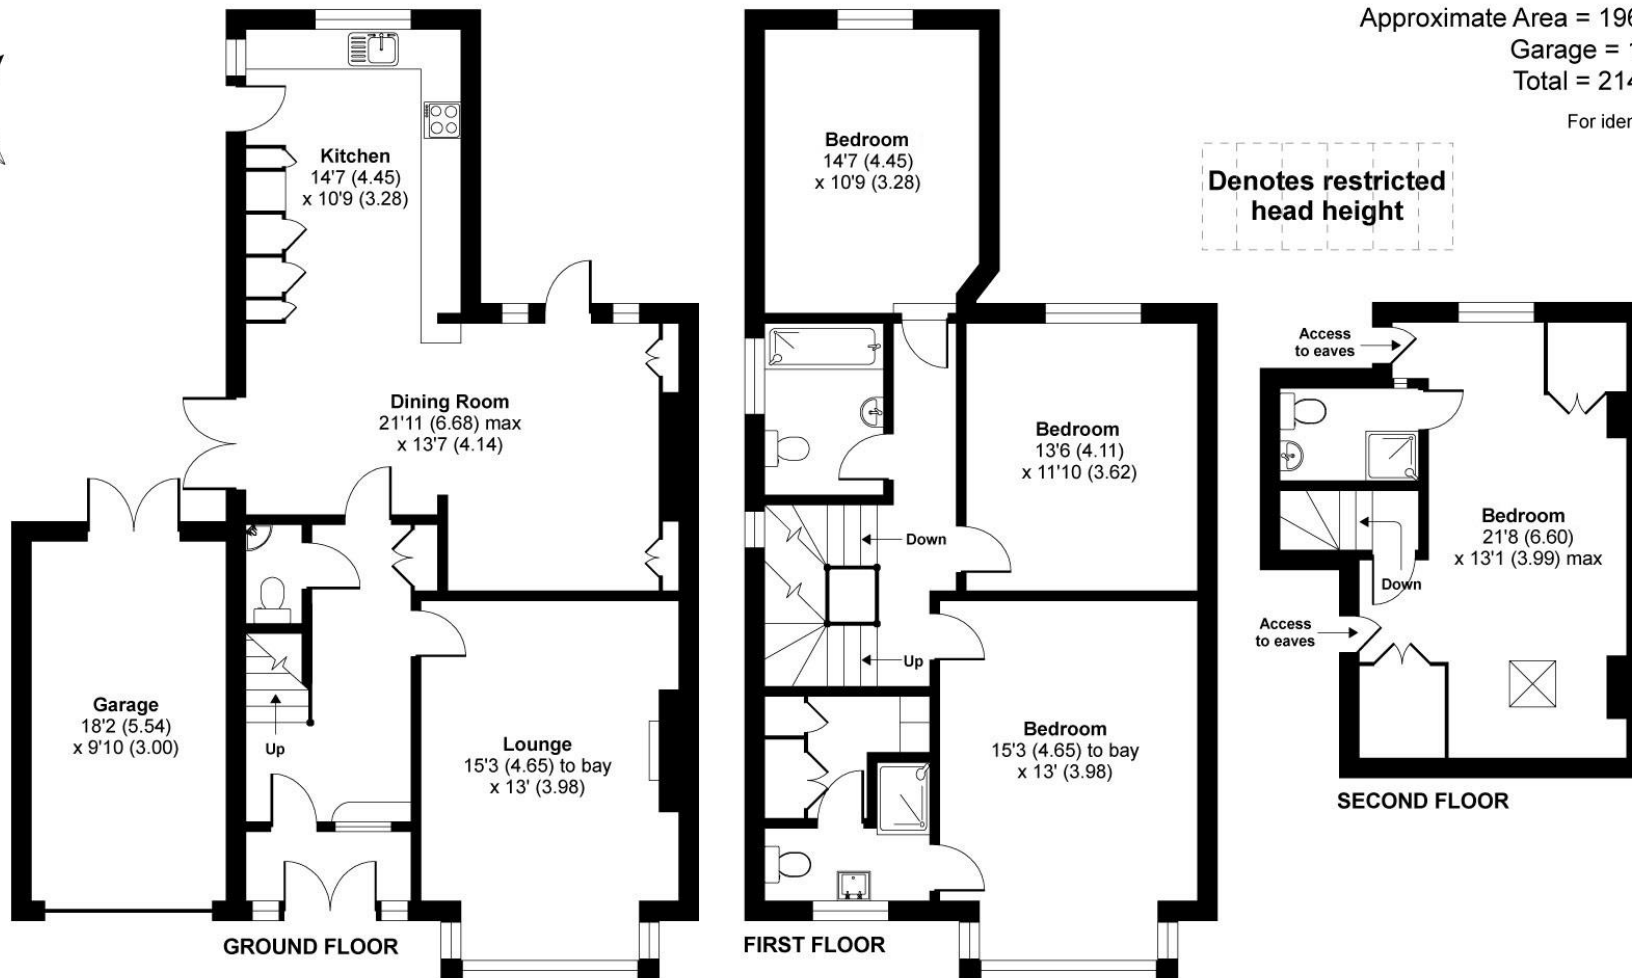 Approximate Area = 196
Garage = 1
Total = 214
For iden
Denotes restricted
head height
Kitchen
14'7 (4.45)
x 10'9 (3.28)
Dining Room
21'11 (6.68) max
x 13'7 (4.14)
Garage
18'2 (5.54)
x 9'10 (3.00)
Up
Lounge
15'3 (4.65) to bay
x 13' (3.98)
GROUND FLOOR
Bedroom
14'7 (4.45)
x 10'9 (3.28)
Bedroom
13'6 (4.11)
x 11'10 (3.62)
Down
Up
Bedroom
15'3 (4.65) to bay
x 13' (3.98)
FIRST FLOOR
Access
to eaves
Bedroom
21'8 (6.60)
x 13'1 (3.99) max
Down
Access
to eaves
SECOND FLOOR